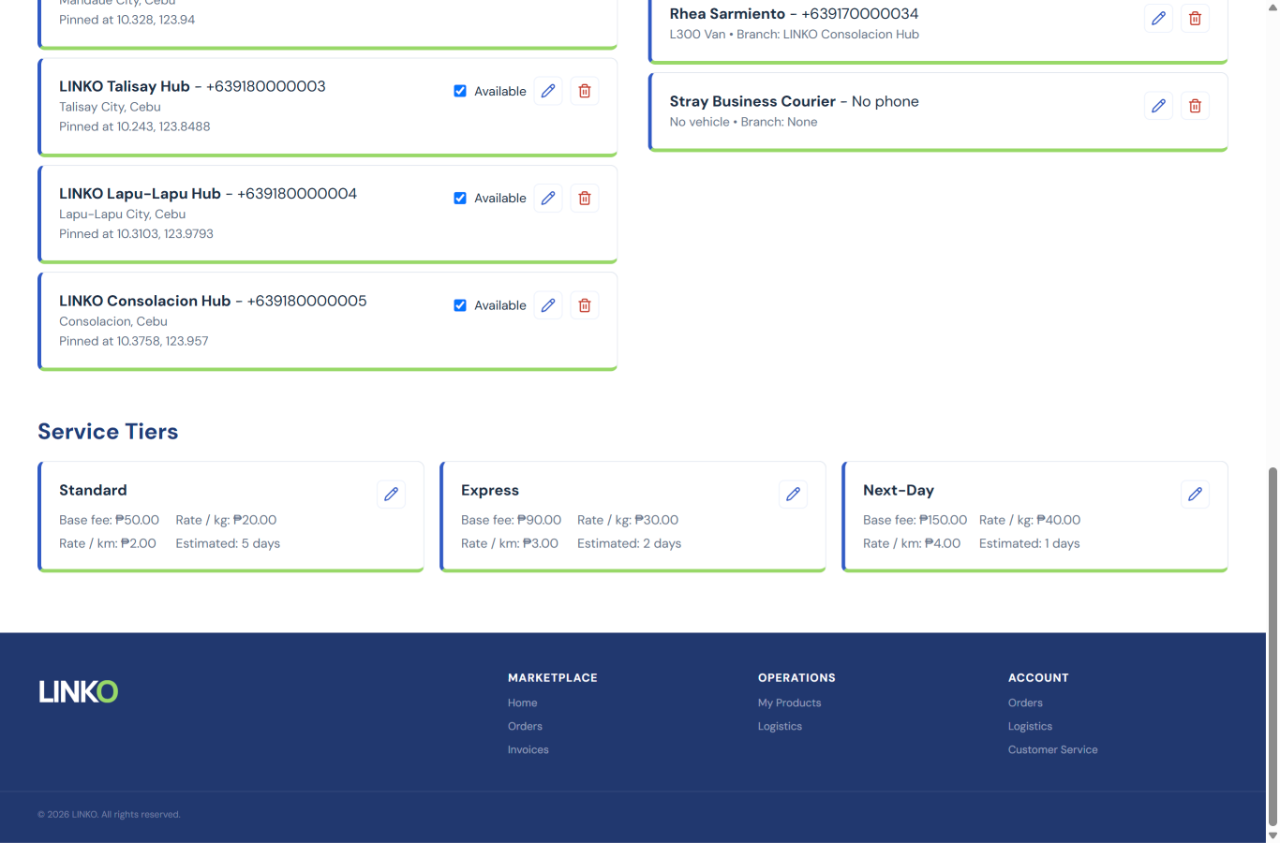 Mandaue City, Cebu
Pinned at 10.328, 123.94
LINKO Talisay Hub - +639180000003
Available
Talisay City, Cebu
Pinned at 10.243, 123.8488
LINKO Lapu-Lapu Hub - +639180000004
Available
Lapu-Lapu City, Cebu
Pinned at 10.3103, 123.9793
LINKO Consolacion Hub - +639180000005
Available
Consolacion, Cebu
Pinned at 10.3758, 123.957
Rhea Sarmiento - +639170000034
L300 Van • Branch: LINKO Consolacion Hub
Stray Business Courier - No phone
No vehicle • Branch: None
Service Tiers
Standard
Base fee: ₱50.00 Rate / kg: ₱20.00
Rate / km: ₱2.00 Estimated: 5 days
Express
Base fee: ₱90.00 Rate / kg: ₱30.00
Rate / km: ₱3.00 Estimated: 2 days
Next-Day
Base fee: ₱150.00 Rate / kg: ₱40.00
Rate / km: ₱4.00 Estimated: 1 days
LINKO
MARKETPLACE
Home
Orders
Invoices
OPERATIONS
My Products
Logistics
ACCOUNT
Orders
Logistics
Customer Service
© 2026 LINKO. All rights reserved.